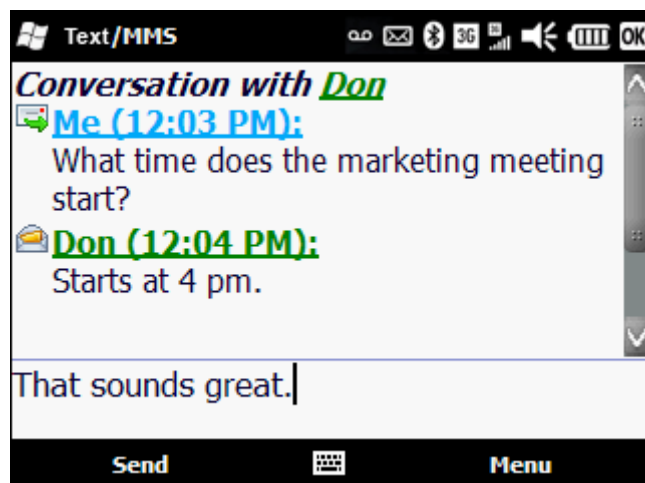 Text/MMS 3G OK
Conversation with Don
Me (12:03 PM):
What time does the marketing meeting
start?
Don (12:04 PM):
Starts at 4 pm.
That sounds great.
Send Menu